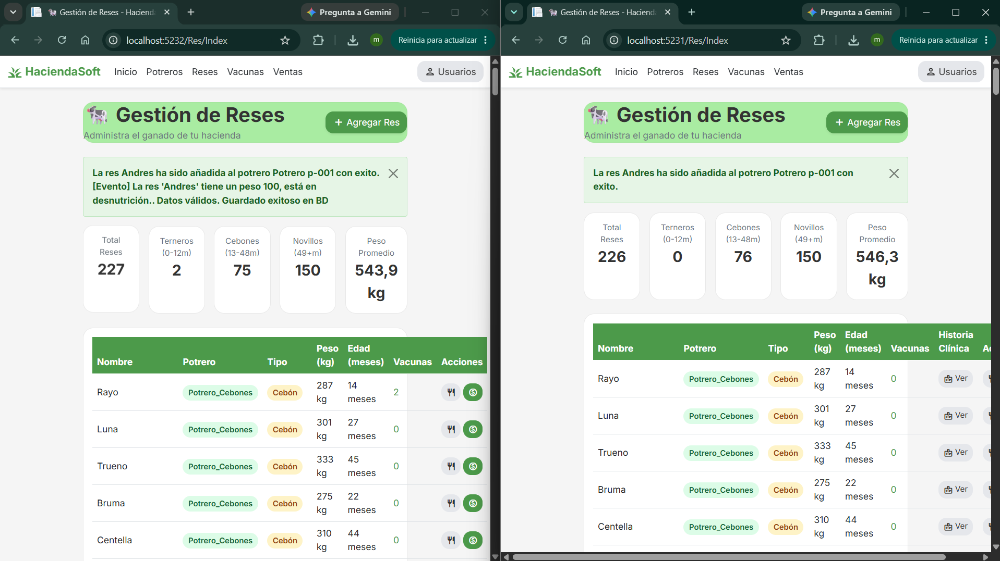 Gestión de Reses - Hacienda
Pregunta a Gemini
localhost:5232/Res/Index
m
Reinicia para actualizar
HaciendaSoft
Inicio
Potreros
Reses
Vacunas
Ventas
Usuarios
Gestión de Reses
Administra el ganado de tu hacienda
+ Agregar Res
La res Andres ha sido añadida al potrero Potrero p-001 con exito.
[Evento] La res 'Andres' tiene un peso 100, está en
desnutrición.. Datos válidos. Guardado exitoso en BD
Total
Reses
227
Terneros
(0-12m)
2
Cebones
(13-48m)
75
Novillos
(49+m)
150
Peso
Promedio
543,9
kg
Nombre
Potrero
Tipo
Peso
(kg)
Edad
(meses)
Vacunas
Acciones
Rayo
Potrero_Cebones
Cebón
287
kg
14
meses
2
Luna
Potrero_Cebones
Cebón
301
kg
27
meses
0
Trueno
Potrero_Cebones
Cebón
333
kg
45
meses
0
Bruma
Potrero_Cebones
Cebón
275
kg
22
meses
0
Centella
Potrero_Cebones
Cebón
310
kg
44
meses
0
Gestión de Reses - Hacienda
Pregunta a Gemini
localhost:5231/Res/Index
m
Reinicia para actualizar
HaciendaSoft
Inicio
Potreros
Reses
Vacunas
Ventas
Usuarios
Gestión de Reses
Administra el ganado de tu hacienda
+ Agregar Res
La res Andres ha sido añadida al potrero Potrero p-001 con
exito.
Total
Reses
226
Terneros
(0-12m)
0
Cebones
(13-48m)
76
Novillos
(49+m)
150
Peso
Promedio
546,3
kg
Nombre
Potrero
Tipo
Peso
(kg)
Edad
(meses)
Vacunas
Historia
Clínica
Rayo
Potrero_Cebones
Cebón
287
kg
14
meses
0
Ver
Luna
Potrero_Cebones
Cebón
301
kg
27
meses
0
Ver
Trueno
Potrero_Cebones
Cebón
333
kg
45
meses
0
Ver
Bruma
Potrero_Cebones
Cebón
275
kg
22
meses
0
Ver
Centella
Potrero_Cebones
Cebón
310
kg
44
meses
0
Ver